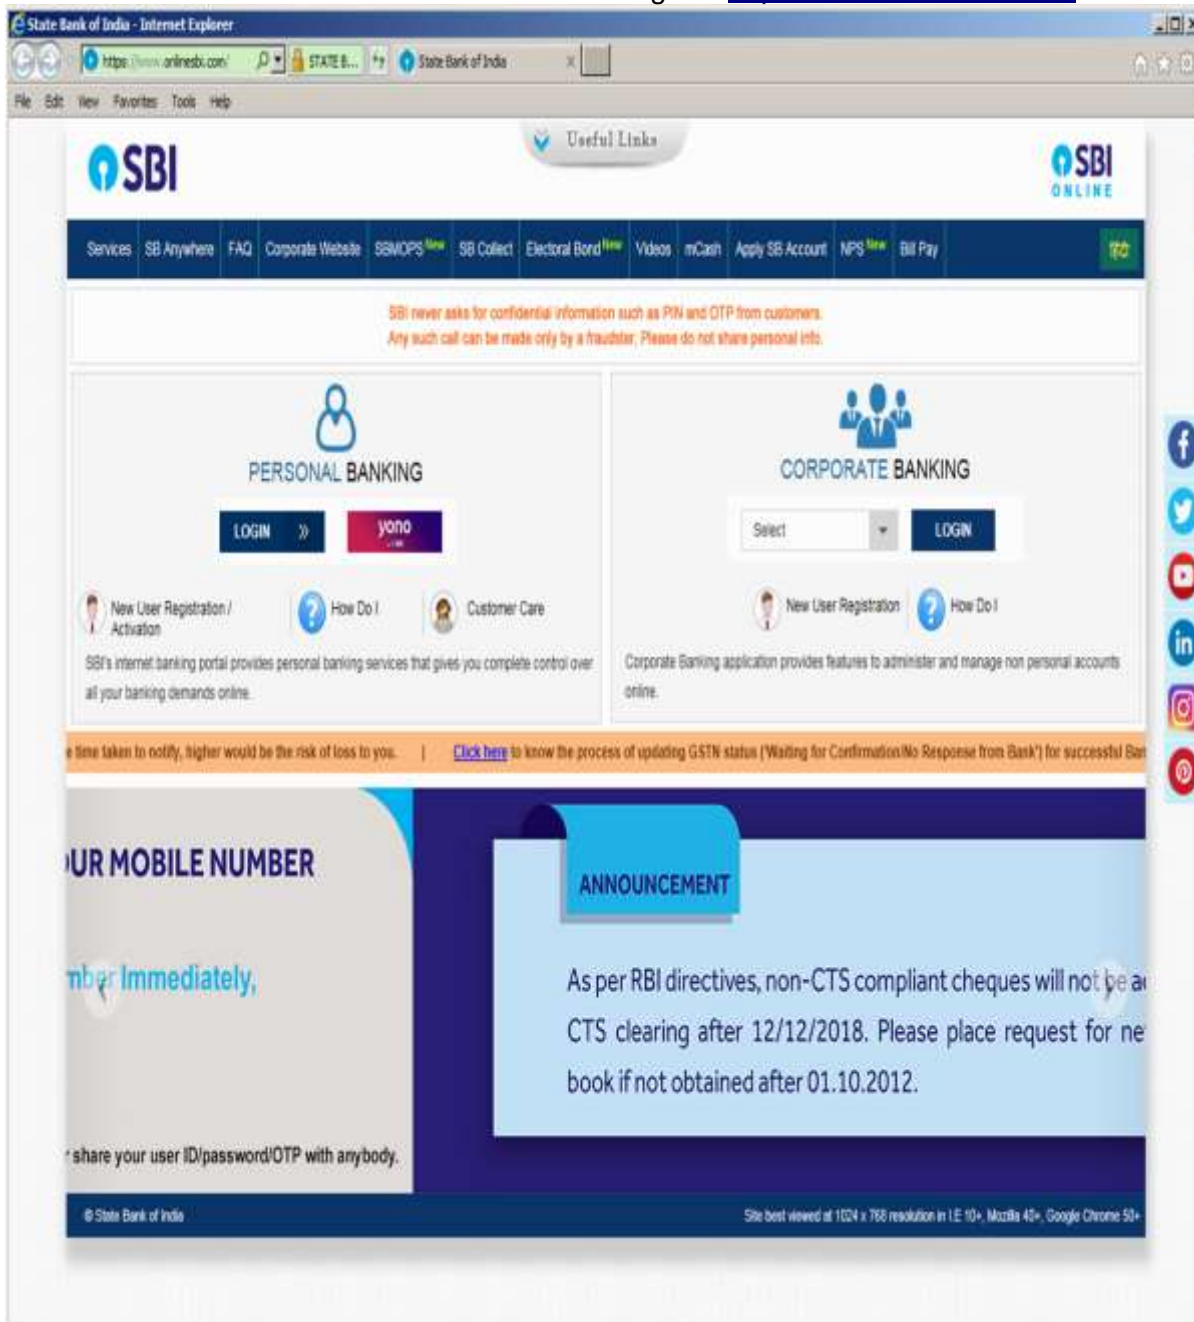 State Bank of India - Internet Explorer
https://www.onlinesbi.com/ STATE B... State Bank of India
File Edit View Favorites Tools Help
Useful Links
SBI
SBI
ONLINE
Services SB Anywhere FAQ Corporate Website SBMOPS New SB Collect Electoral Bond New Videos mCash Apply SB Account NPS New Bill Pay हिंदी
SBI never asks for confidential information such as PIN and OTP from customers.
Any such call can be made only by a fraudster. Please do not share personal info.
PERSONAL BANKING
LOGIN »
yono
New User Registration /
Activation
How Do I
Customer Care
SBI's internet banking portal provides personal banking services that gives you complete control over
all your banking demands online.
CORPORATE BANKING
Select
LOGIN
New User Registration
How Do I
Corporate Banking application provides features to administer and manage non personal accounts
online.
e time taken to notify, higher would be the risk of loss to you. | Click here to know the process of updating GSTN status ('Waiting for Confirmation/No Response from Bank') for successful Ban
OUR MOBILE NUMBER
mber Immediately,
share your user ID/password/OTP with anybody.
ANNOUNCEMENT
As per RBI directives, non-CTS compliant cheques will not be ac
CTS clearing after 12/12/2018. Please place request for ne
book if not obtained after 01.10.2012.
© State Bank of India
Site best viewed at 1024 x 768 resolution in I.E 10+, Mozilla 40+, Google Chrome 50+